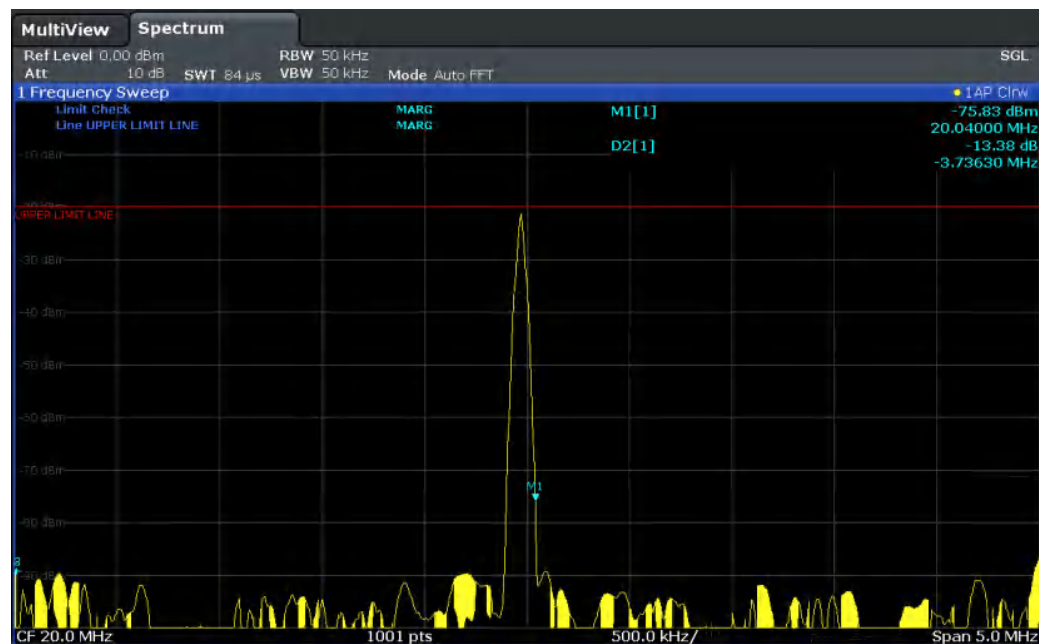 MultiView Spectrum
Ref Level 0.00 dBm RBW 50 kHz SGL
Att 10 dB SWT 84 µs VBW 50 kHz Mode Auto FFT
1 Frequency Sweep 1AP Clrw
Limit Check MARG M1[1] -75.83 dBm
Line UPPER LIMIT LINE MARG 20.04000 MHz
D2[1] -13.38 dB
-10 dBm -3.73630 MHz
UPPER LIMIT LINE
-30 dBm
-40 dBm
-50 dBm
-60 dBm
-70 dBm
M1
-80 dBm
-90 dBm
CF 20.0 MHz 1001 pts 500.0 kHz/ Span 5.0 MHz